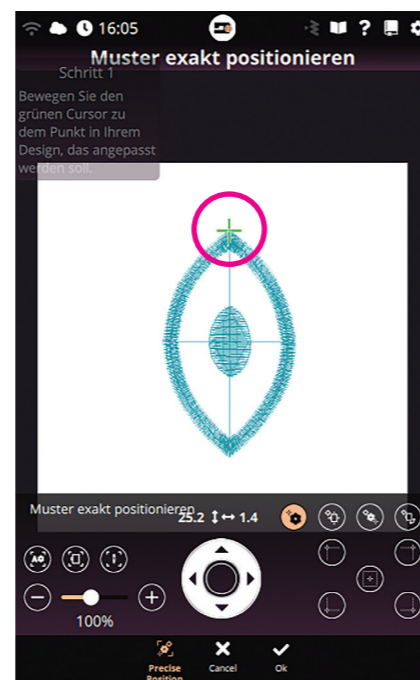 16:05
?
Muster exakt positionieren
Schritt 1
Bewegen Sie den
grünen Cursor zu
dem Punkt in Ihrem
Design, das angepasst
werden soll.
Muster exakt positionieren
25.2 1.4
100%
Precise
Position
Cancel
Ok